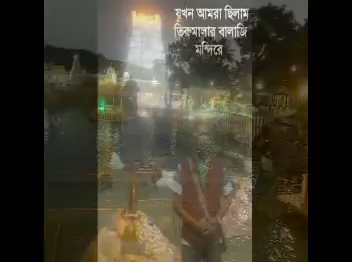 যখন আমরা ছিলাম
তিরুমালার বালাজি
মন্দিরে